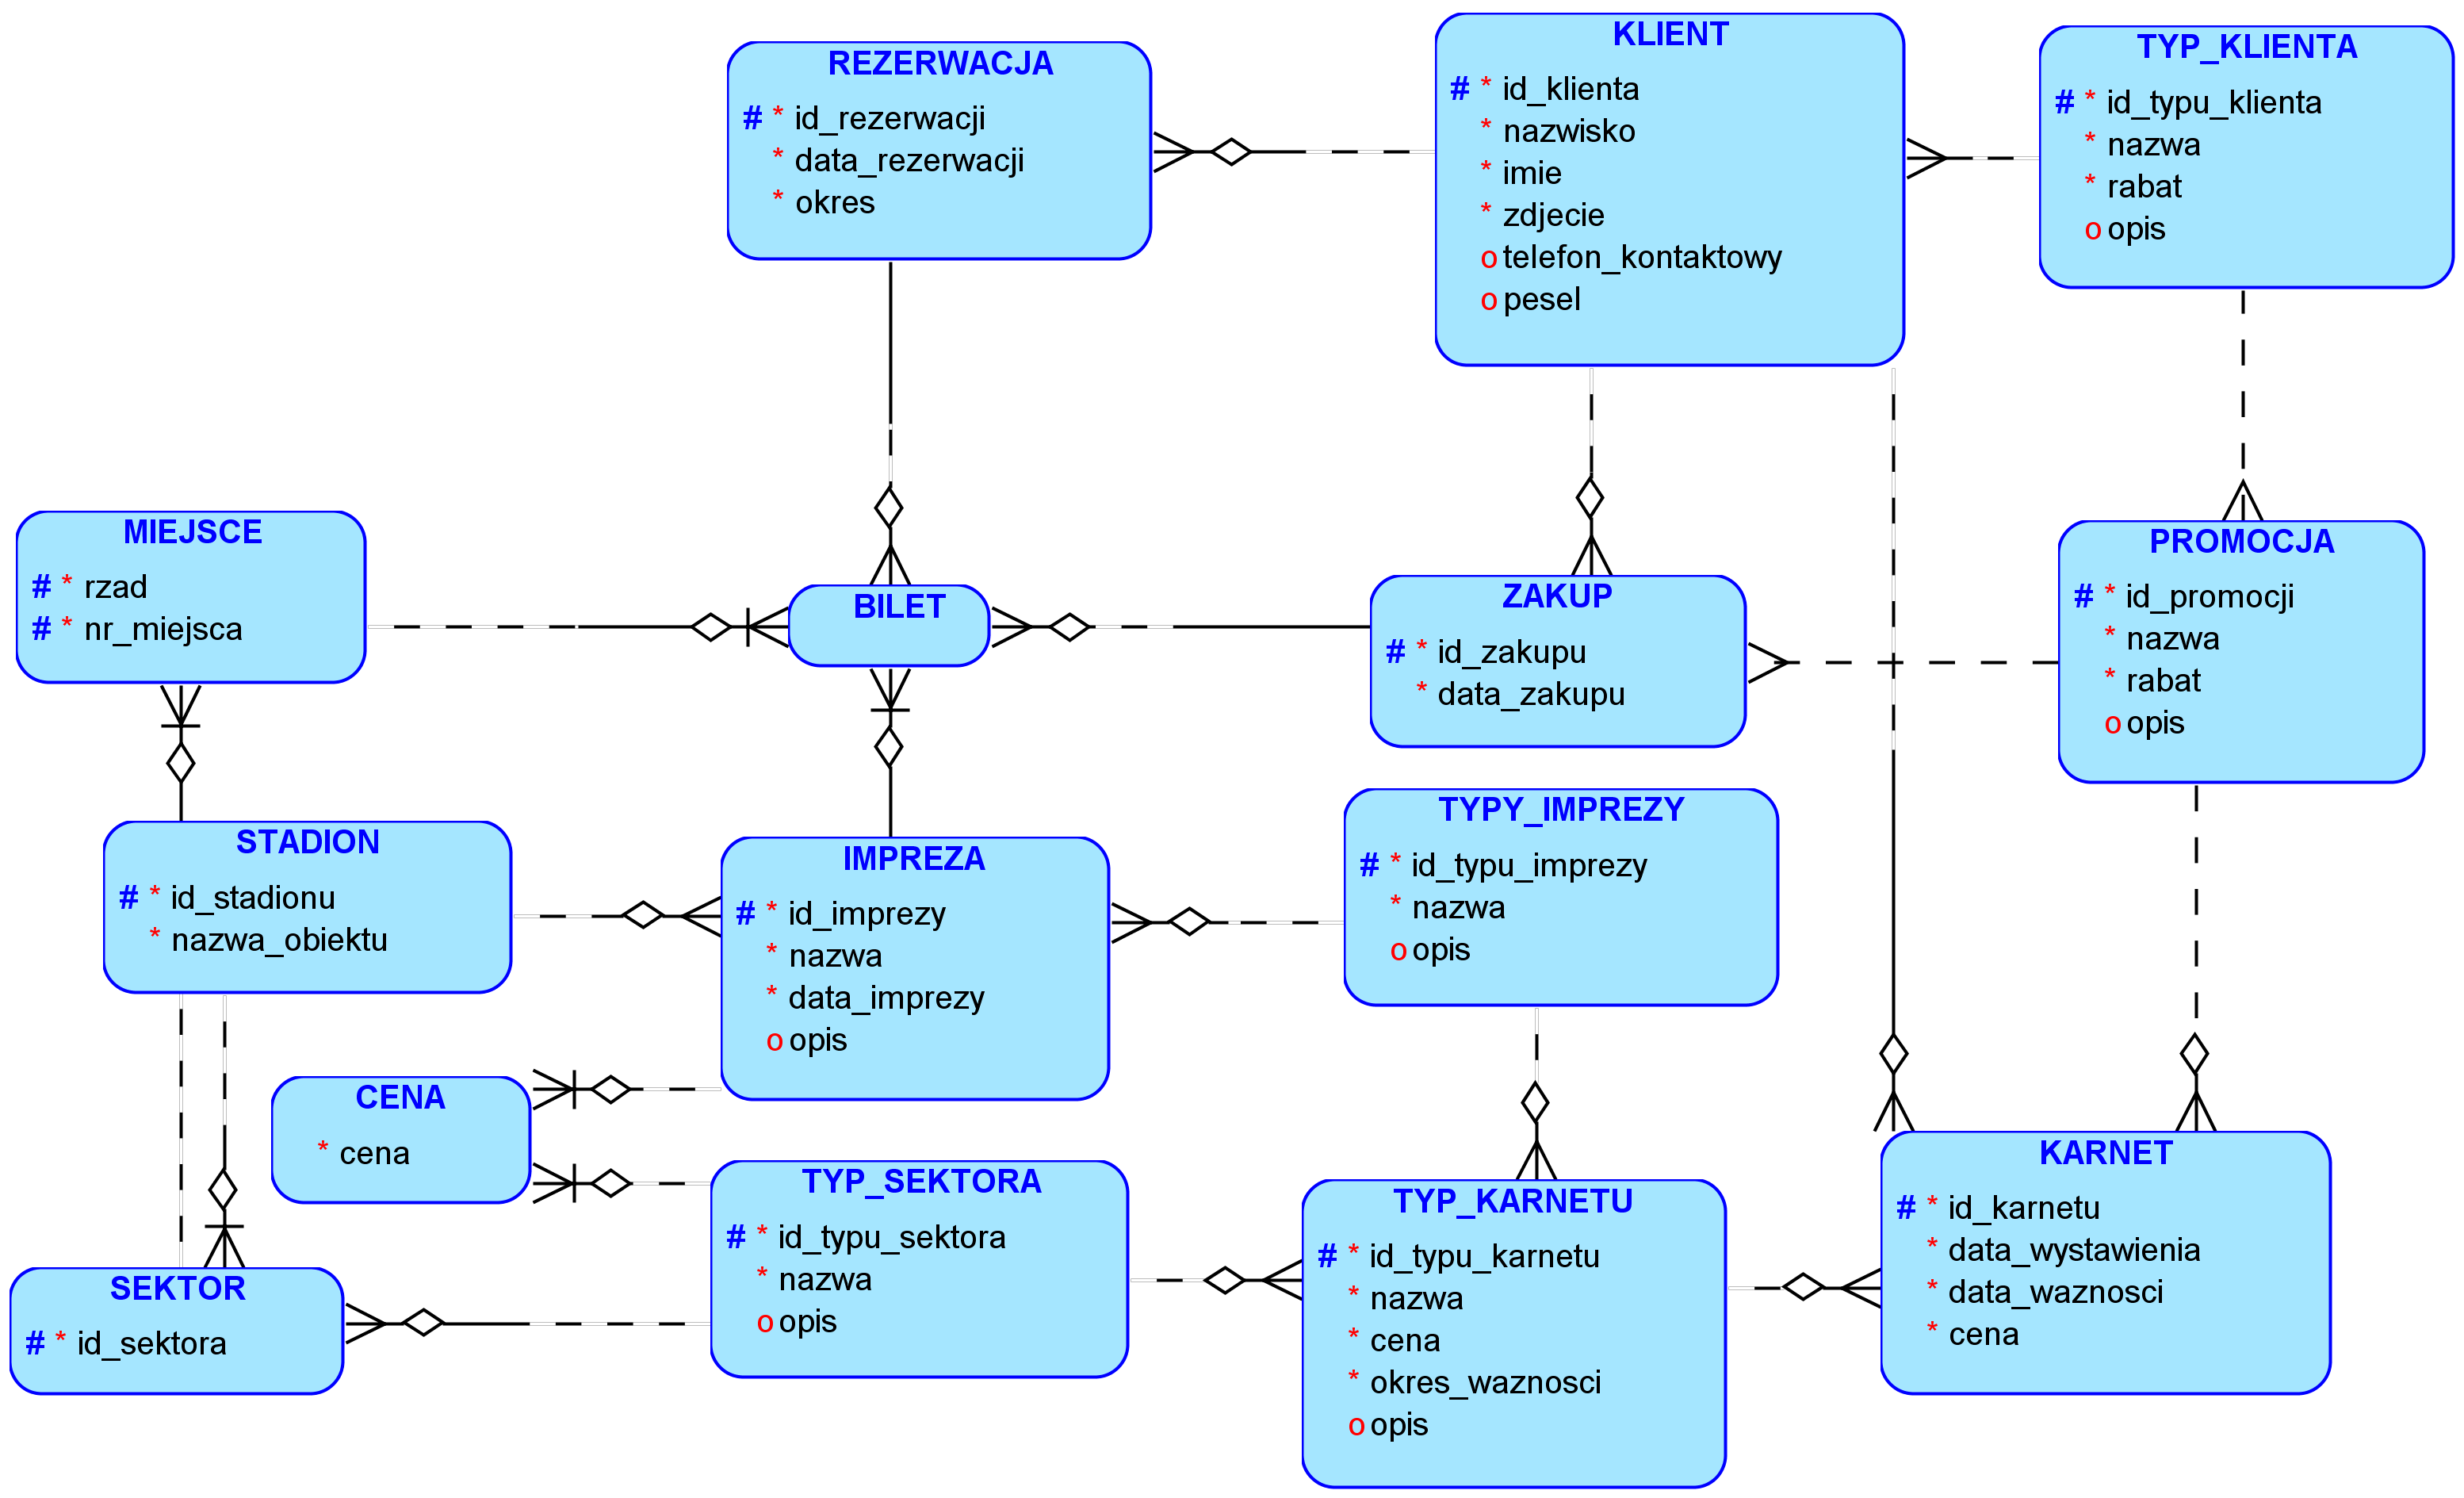 REZERWACJA
# * id_rezerwacji
* data_rezerwacji
* okres
KLIENT
# * id_klienta
* nazwisko
* imie
* zdjecie
o telefon_kontaktowy
o pesel
TYP_KLIENTA
# * id_typu_klienta
* nazwa
* rabat
o opis
MIEJSCE
# * rzad
# * nr_miejsca
BILET
ZAKUP
# * id_zakupu
* data_zakupu
PROMOCJA
# * id_promocji
* nazwa
* rabat
o opis
STADION
# * id_stadionu
* nazwa_obiektu
IMPREZA
# * id_imprezy
* nazwa
* data_imprezy
o opis
TYPY_IMPREZY
# * id_typu_imprezy
* nazwa
o opis
CENA
* cena
SEKTOR
# * id_sektora
TYP_SEKTORA
# * id_typu_sektora
* nazwa
o opis
TYP_KARNETU
# * id_typu_karnetu
* nazwa
* cena
* okres_waznosci
o opis
KARNET
# * id_karnetu
* data_wystawienia
* data_waznosci
* cena